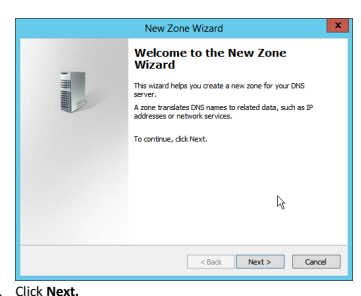 New Zone Wizard
x
Welcome to the New Zone
Wizard
This wizard helps you create a new zone for your DNS
server.
A zone translates DNS names to related data, such as IP
addresses or network services.
To continue, click Next.
< Back Next > Cancel
. Click Next.